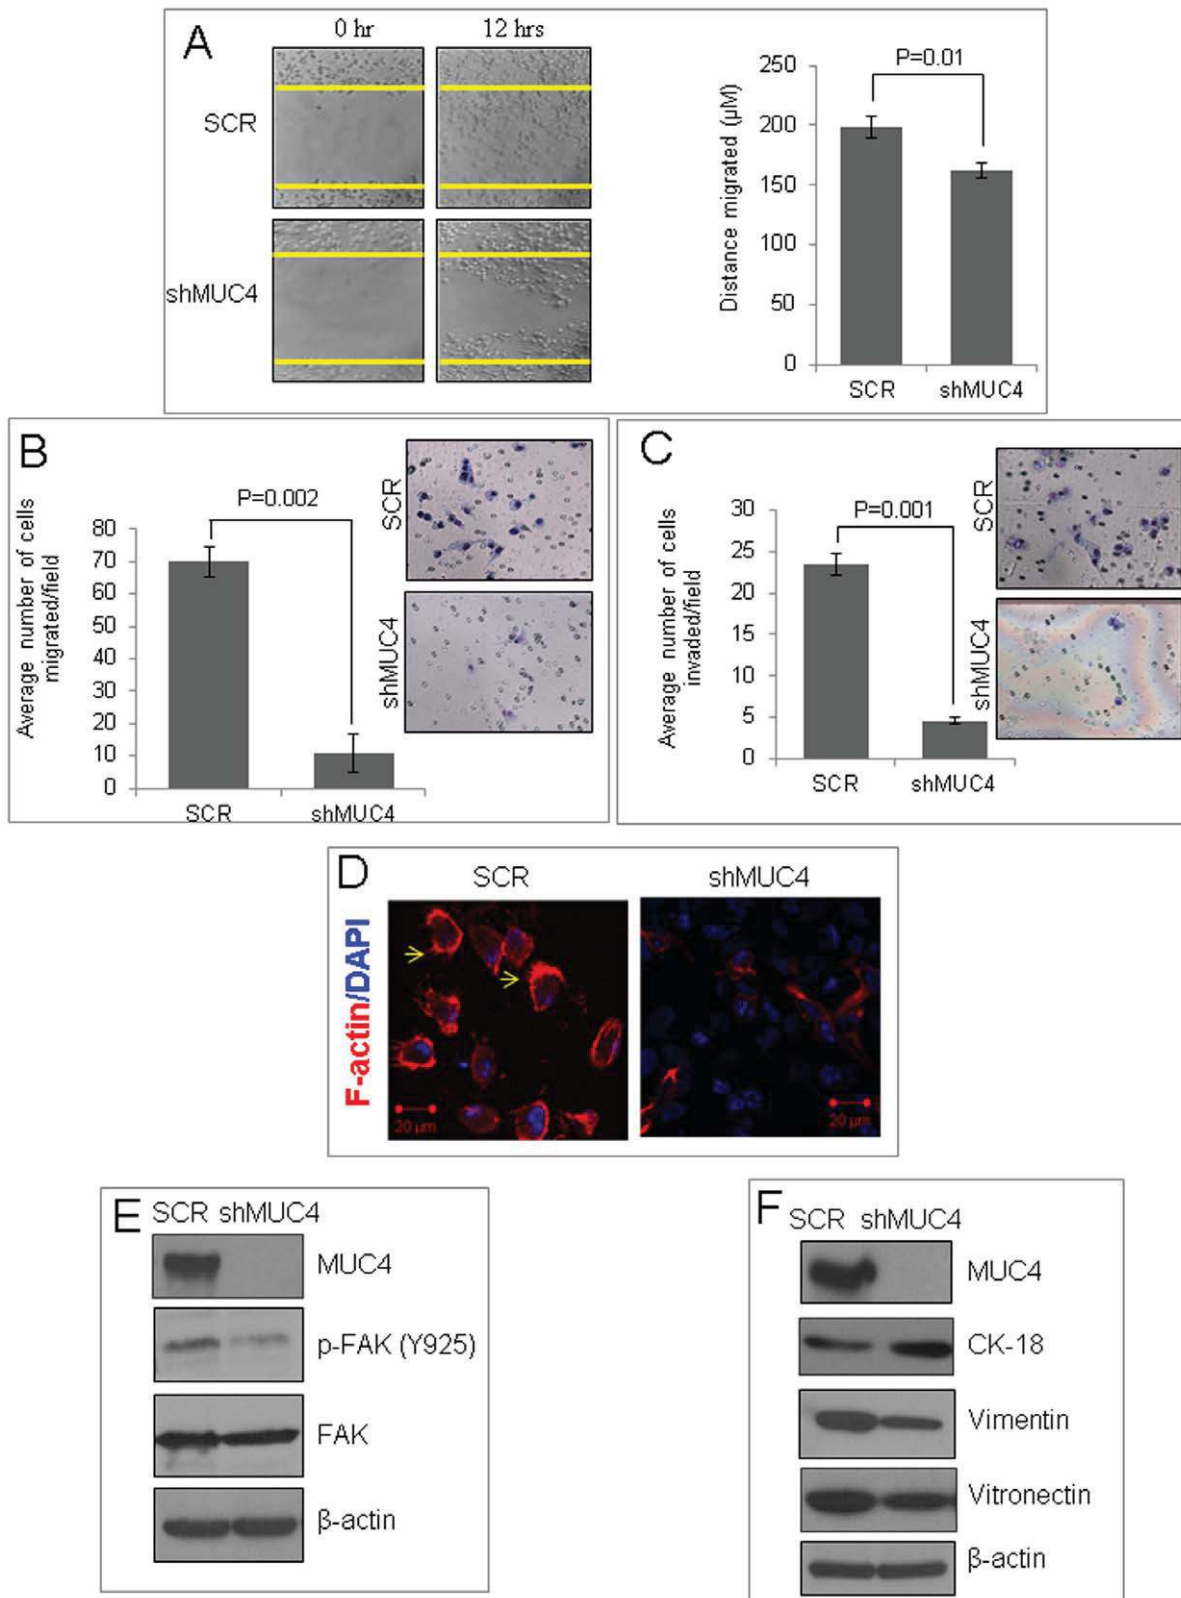 A
0 hr
12 hrs
SCR
shMUC4
Distance migrated (µM)
250
200
150
100
50
0
P=0.01
SCR
shMUC4
B
Average number of cells
migrated/field
80
70
60
50
40
30
20
10
0
P=0.002
SCR
shMUC4
SCR
shMUC4
C
Average number of cells
invaded/field
30
25
20
15
10
5
0
P=0.001
SCR
shMUC4
SCR
shMUC4
D
SCR
shMUC4
F-actin/DAPI
20 µm
20 µm
E
SCR shMUC4
MUC4
p-FAK (Y925)
FAK
β-actin
F
SCR shMUC4
MUC4
CK-18
Vimentin
Vitronectin
β-actin